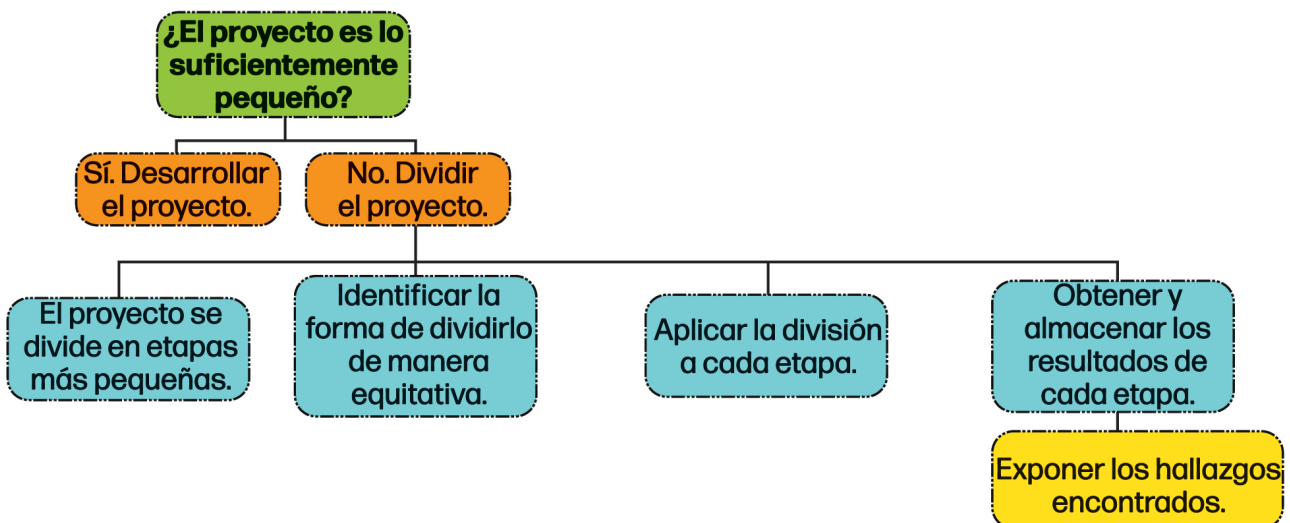 ¿El proyecto es lo
suficientemente
pequeño?
Sí. Desarrollar
el proyecto.
No. Dividir
el proyecto.
El proyecto se
divide en etapas
más pequeñas.
Identificar la
forma de dividirlo
de manera
equitativa.
Aplicar la división
a cada etapa.
Obtener y
almacenar los
resultados de
cada etapa.
Exponer los hallazgos
encontrados.